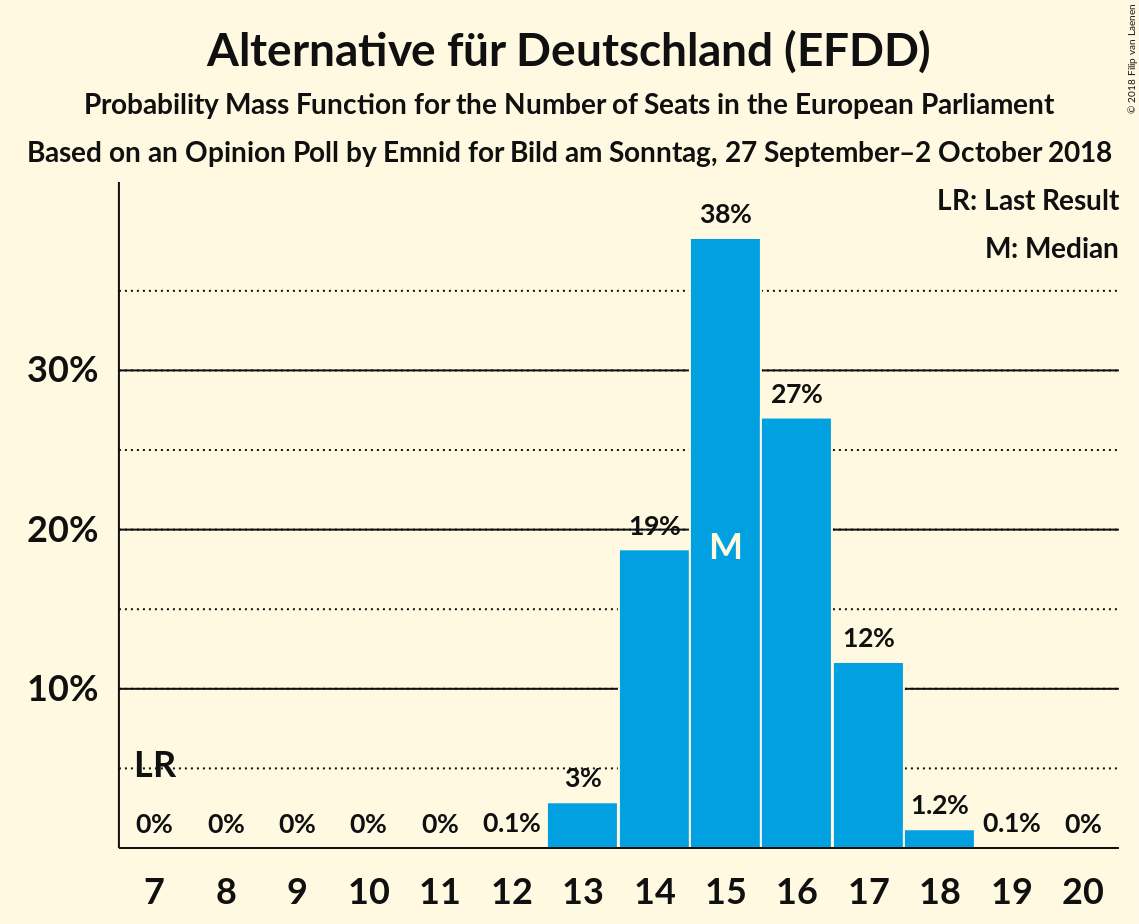 Alternative für Deutschland (EFDD)
Probability Mass Function for the Number of Seats in the European Parliament
Based on an Opinion Poll by Emnid for Bild am Sonntag, 27 September–2 October 2018
© 2018 Filip van Laenen
LR: Last Result
M: Median
38%
30%
27%
20%
19%
M
12%
10%
LR
3%
1.2%
0% 0% 0% 0% 0% 0.1% 0.1% 0%
7 8 9 10 11 12 13 14 15 16 17 18 19 20